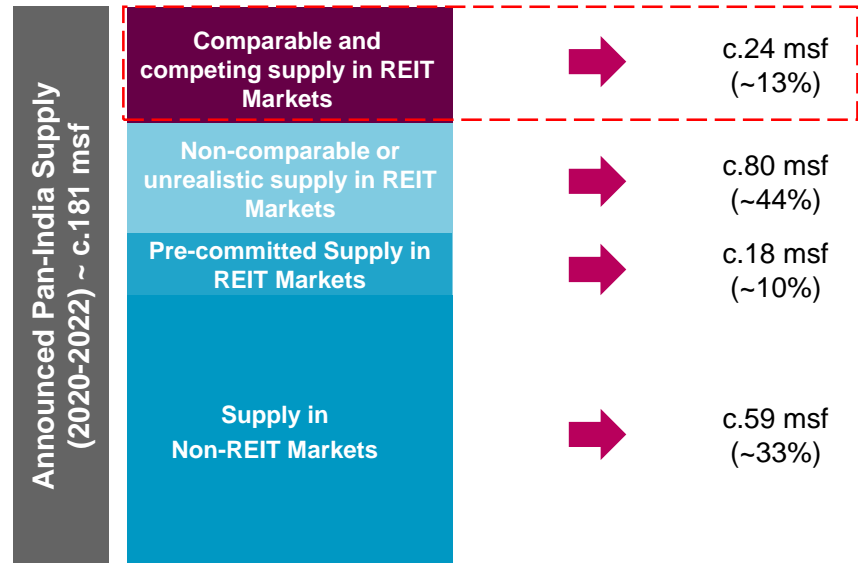 Announced Pan-India Supply
(2020-2022) ~ c.181 msf
Comparable and
competing supply in REIT
Markets
c.24 msf
(~13%)
Non-comparable or
unrealistic supply in REIT
Markets
c.80 msf
(~44%)
Pre-committed Supply in
REIT Markets
c.18 msf
(~10%)
Supply in
Non-REIT Markets
c.59 msf
(~33%)